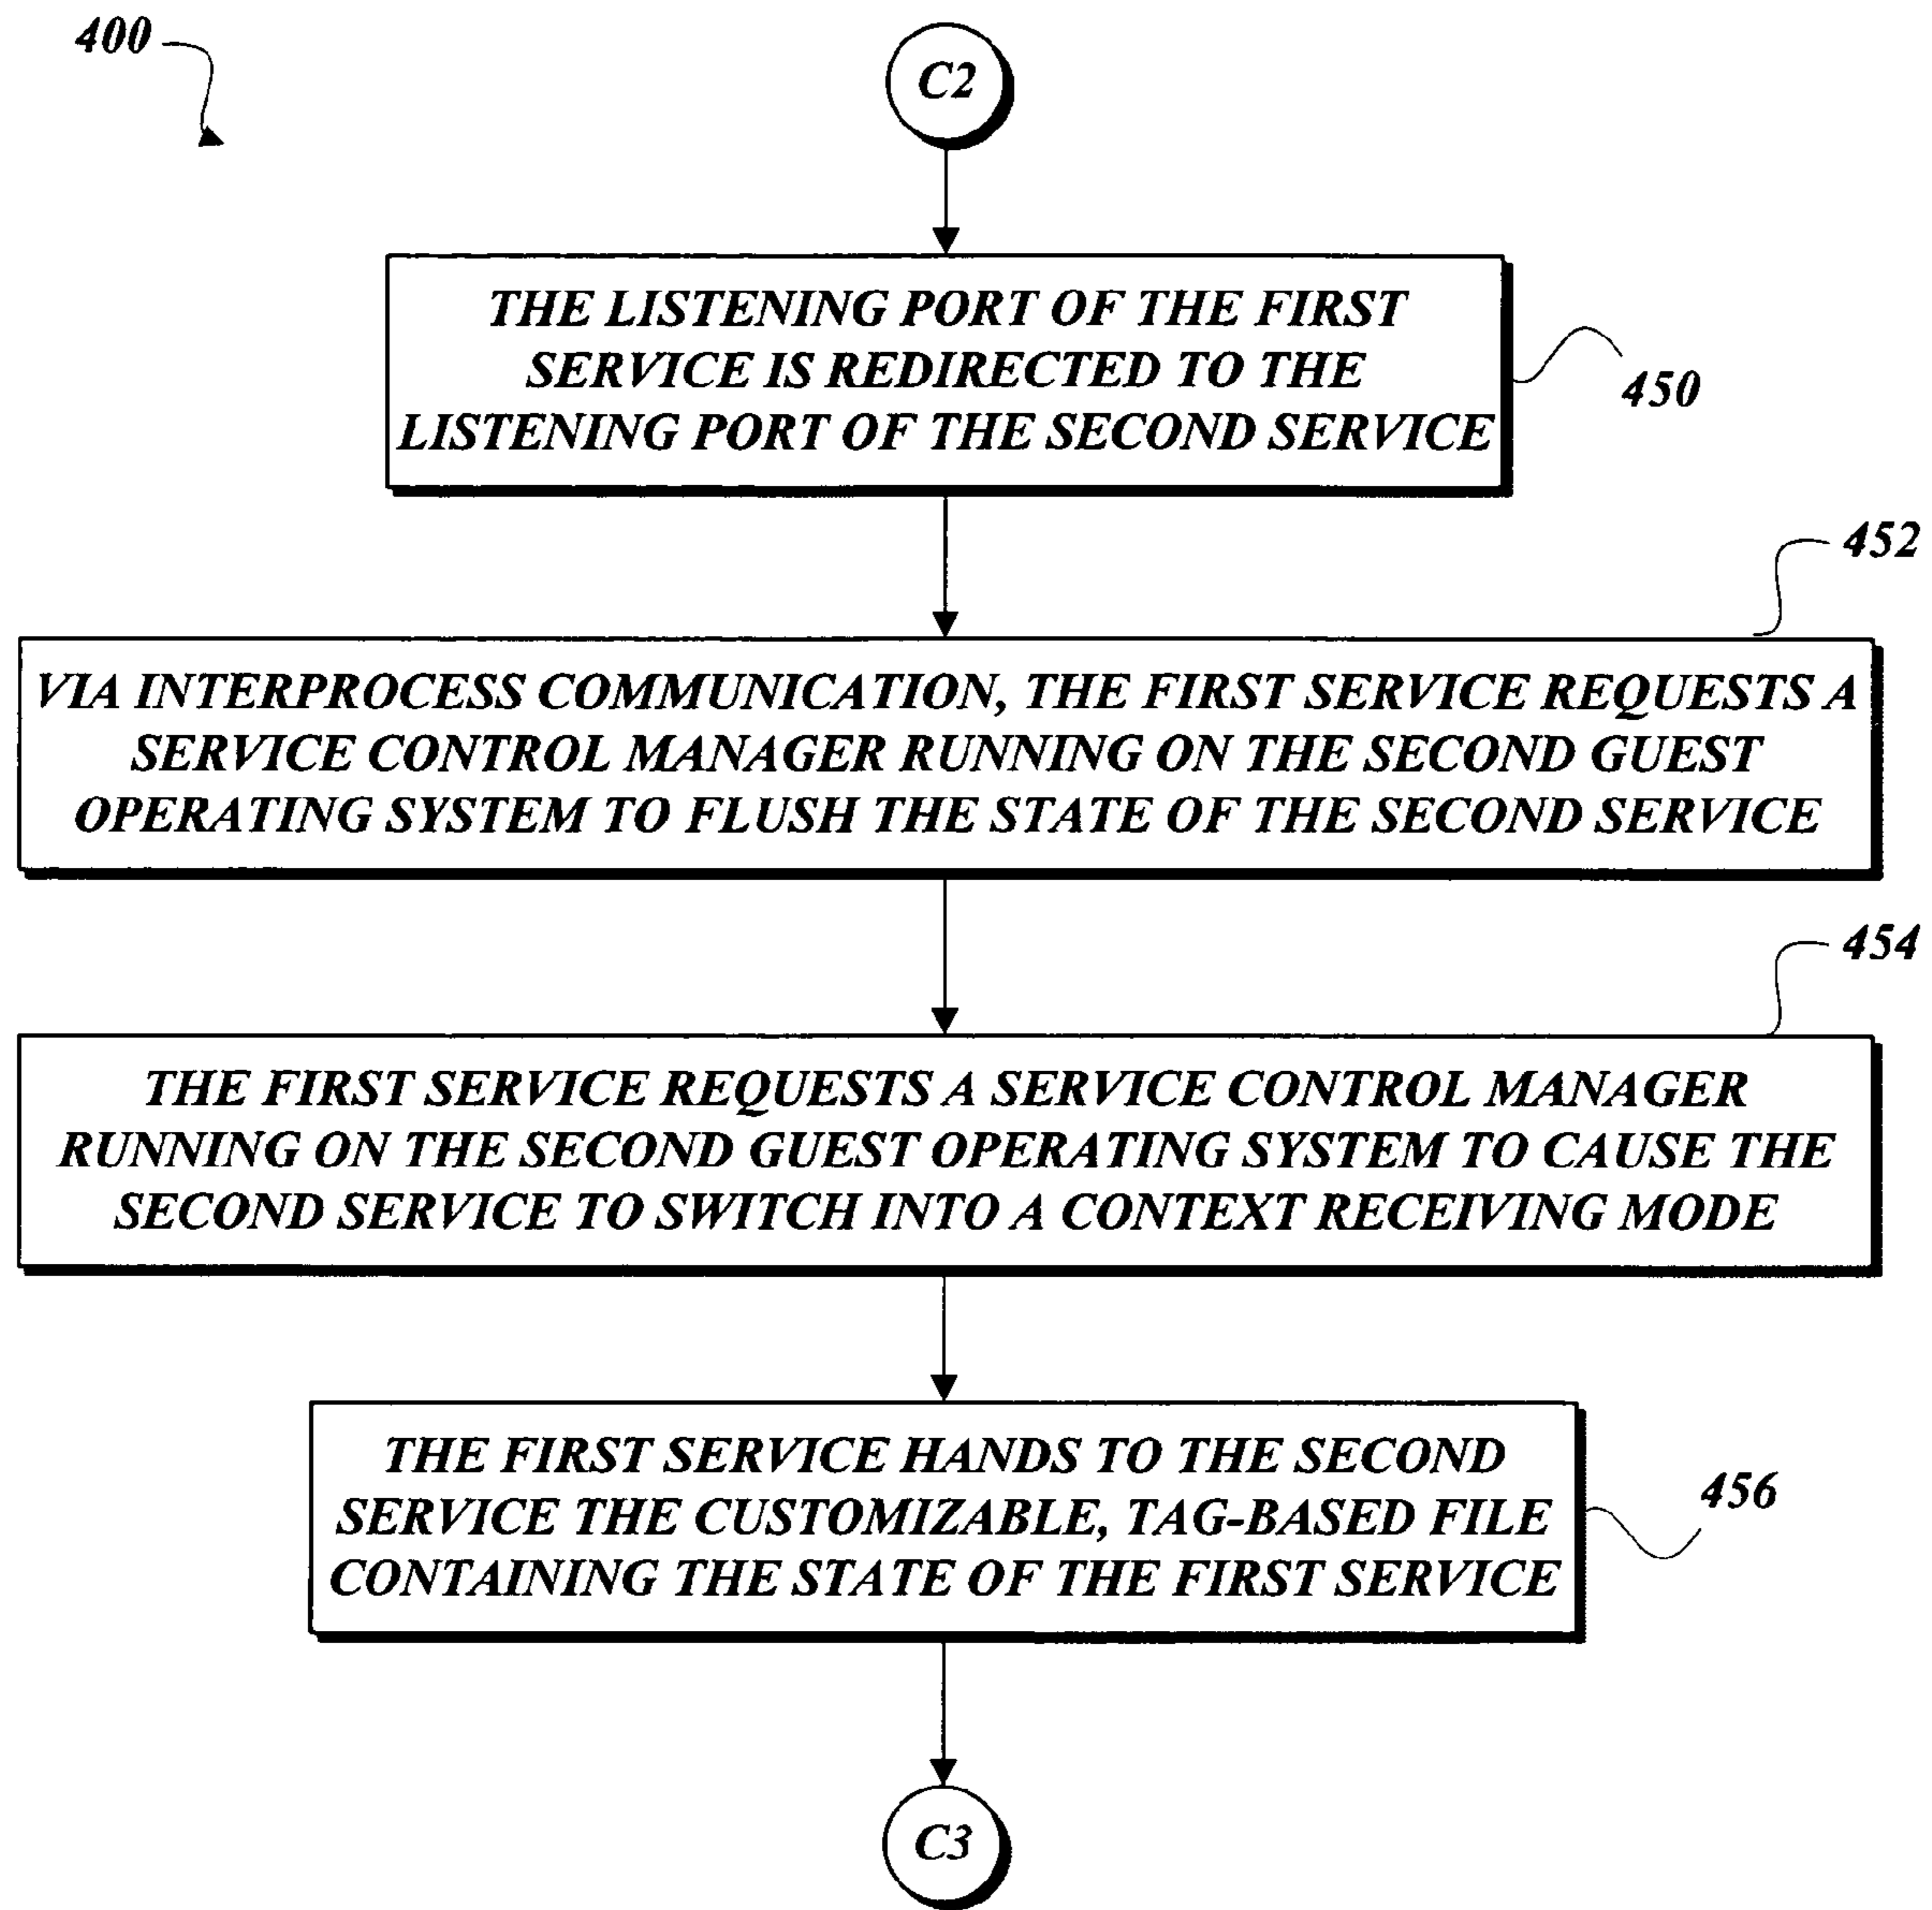 400
C2
THE LISTENING PORT OF THE FIRST
SERVICE IS REDIRECTED TO THE
LISTENING PORT OF THE SECOND SERVICE
450
452
VIA INTERPROCESS COMMUNICATION, THE FIRST SERVICE REQUESTS A
SERVICE CONTROL MANAGER RUNNING ON THE SECOND GUEST
OPERATING SYSTEM TO FLUSH THE STATE OF THE SECOND SERVICE
454
THE FIRST SERVICE REQUESTS A SERVICE CONTROL MANAGER
RUNNING ON THE SECOND GUEST OPERATING SYSTEM TO CAUSE THE
SECOND SERVICE TO SWITCH INTO A CONTEXT RECEIVING MODE
THE FIRST SERVICE HANDS TO THE SECOND
SERVICE THE CUSTOMIZABLE, TAG-BASED FILE
CONTAINING THE STATE OF THE FIRST SERVICE
456
C3